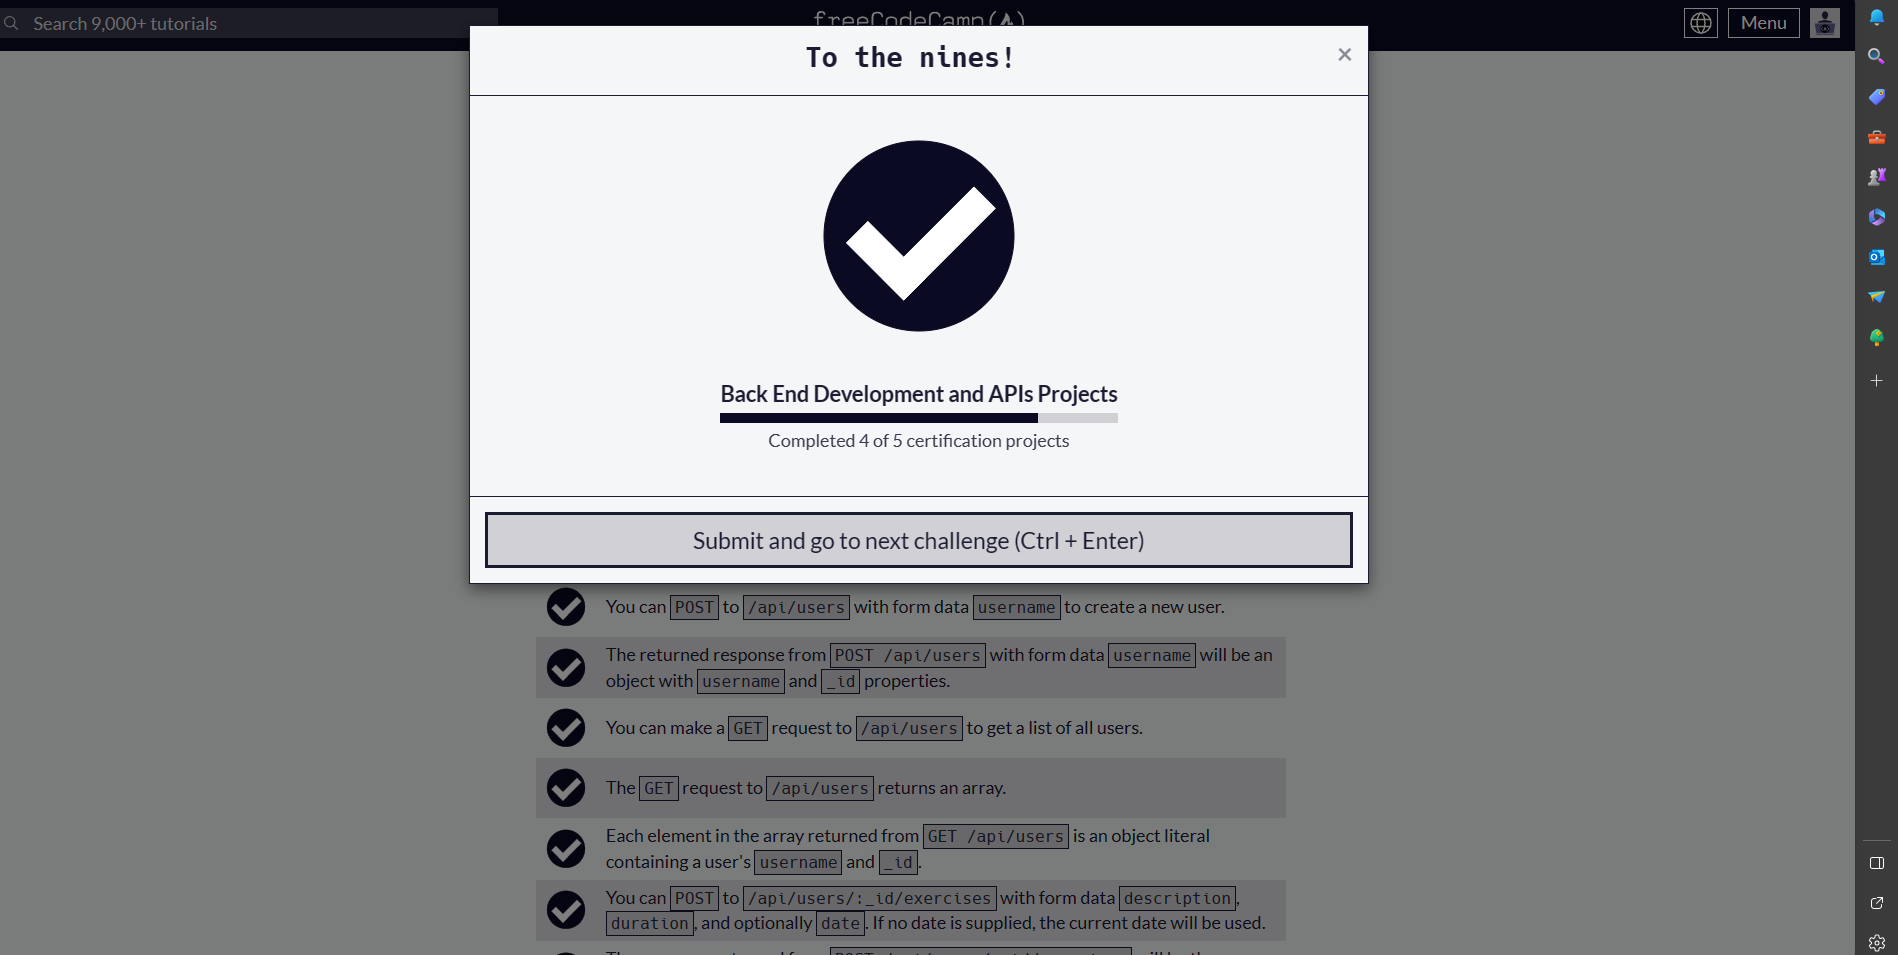 Search 9,000+ tutorials
freeCodeCamp(🔥)
Menu
To the nines!
×
Back End Development and APIs Projects
Completed 4 of 5 certification projects
Submit and go to next challenge (Ctrl + Enter)
You can POST to /api/users with form data username to create a new user.
The returned response from POST /api/users with form data username will be an
object with username and _id properties.
You can make a GET request to /api/users to get a list of all users.
The GET request to /api/users returns an array.
Each element in the array returned from GET /api/users is an object literal
containing a user's username and _id.
You can POST to /api/users/:_id/exercises with form data description,
duration, and optionally date. If no date is supplied, the current date will be used.